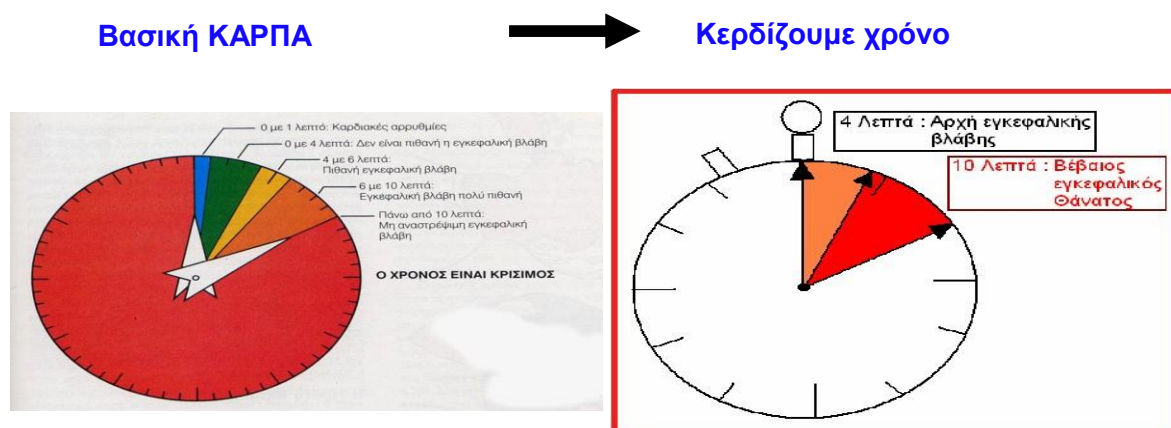 Βασική ΚΑΡΠΑ
Κερδίζουμε χρόνο
0 με 1 λεπτό: Καρδιακές αρρυθμίες
0 με 4 λεπτά: Δεν είναι πιθανή η εγκεφαλική βλάβη
4 με 6 λεπτά:
Πιθανή εγκεφαλική βλάβη
6 με 10 λεπτά:
Εγκεφαλική βλάβη πολύ πιθανή
Πάνω από 10 λεπτά:
Μη αναστρέψιμη εγκεφαλική
βλάβη
Ο ΧΡΟΝΟΣ ΕΙΝΑΙ ΚΡΙΣΙΜΟΣ
4 Λεπτά : Αρχή εγκεφαλικής
βλάβης
10 Λεπτά : Βέβαιος
εγκεφαλικός
Θάνατος